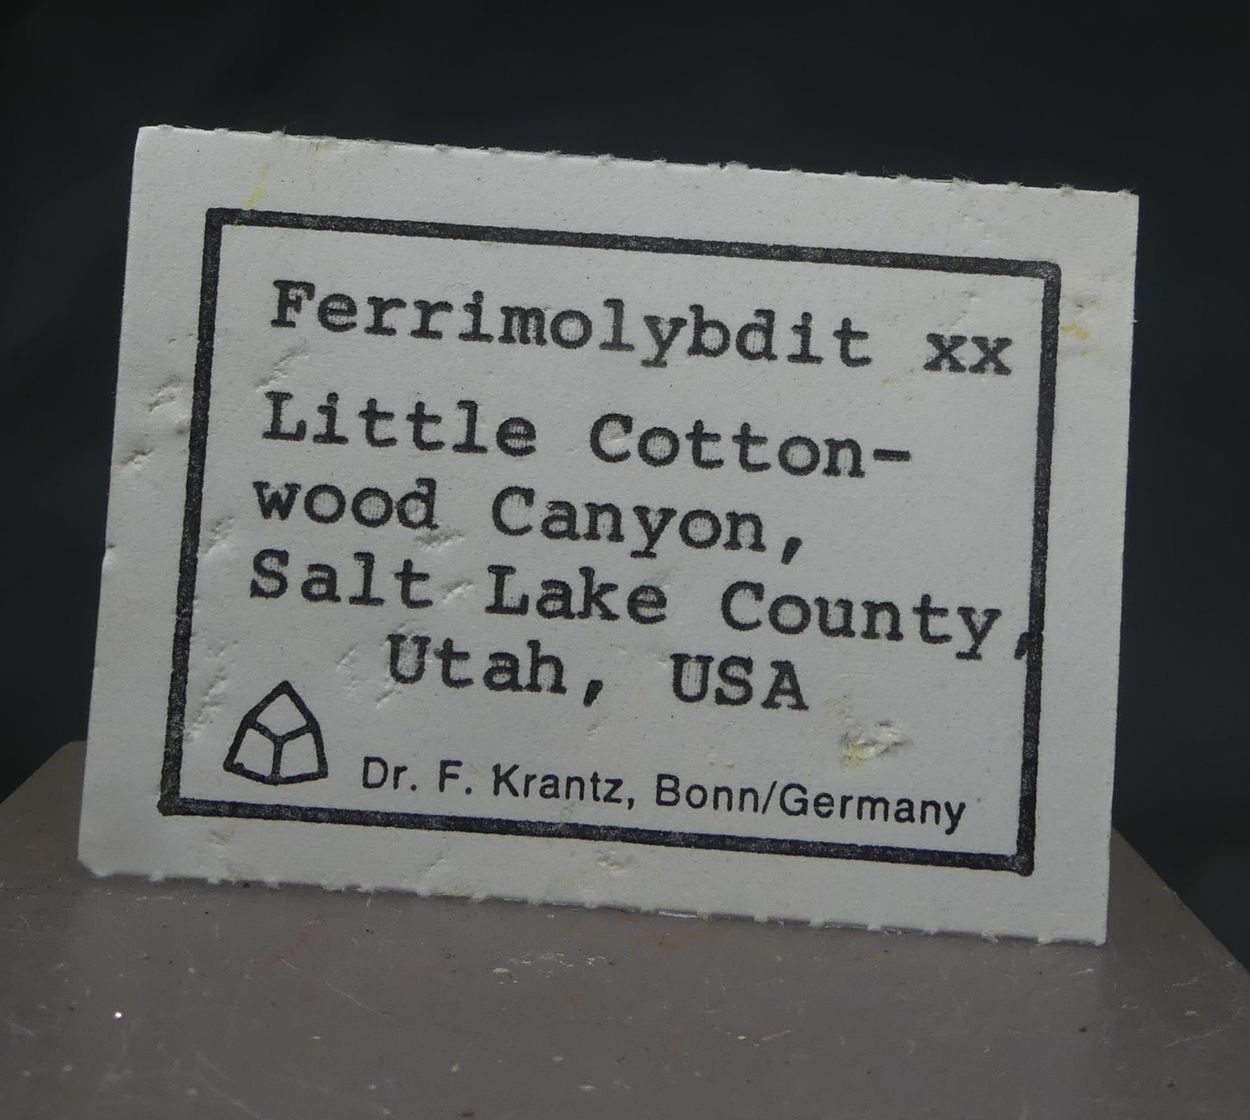 Ferrimolybdit xx
Little Cotton-
wood Canyon,
Salt Lake County,
Utah, USA
Dr. F. Krantz, Bonn/Germany